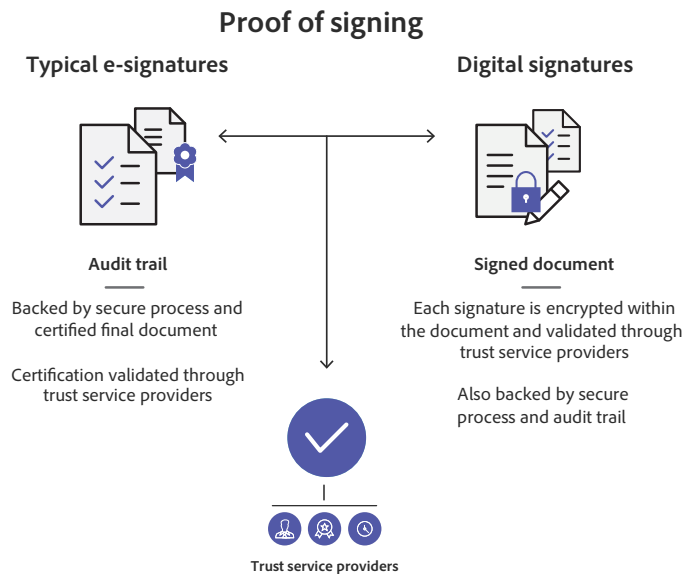 Proof of signing
Typical e-signatures
Digital signatures
Audit trail
Backed by secure process and
certified final document
Certification validated through
trust service providers
Signed document
Each signature is encrypted within
the document and validated through
trust service providers
Also backed by secure
process and audit trail
Trust service providers